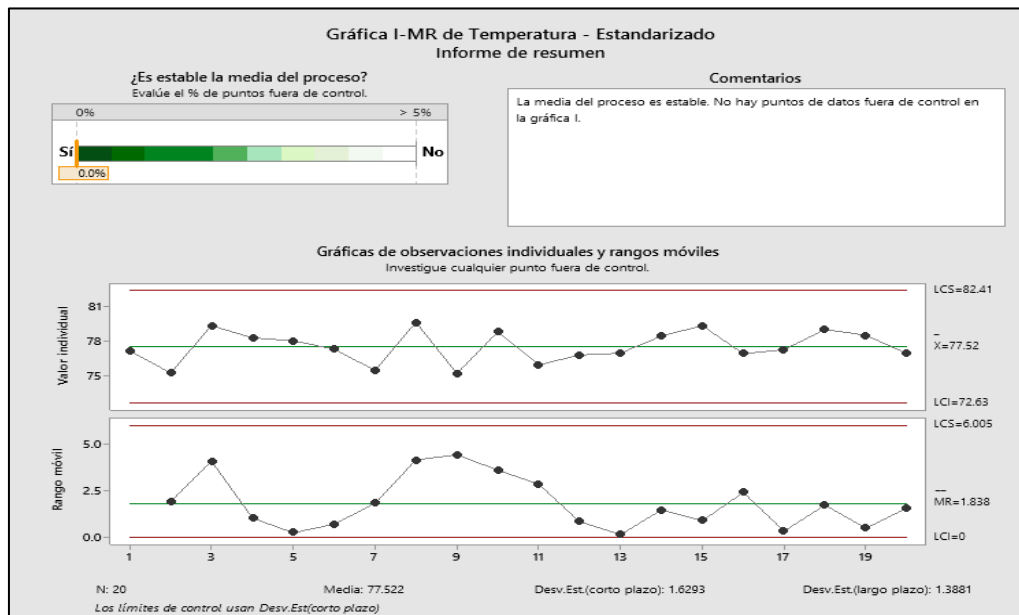 Gráfica I-MR de Temperatura - Estandarizado
Informe de resumen
¿Es estable la media del proceso?
Evalúe el % de puntos fuera de control.
0%
> 5%
Sí
No
0.0%
Comentarios
La media del proceso es estable. No hay puntos de datos fuera de control en
la gráfica I.
Gráficas de observaciones individuales y rangos móviles
Investigue cualquier punto fuera de control.
Valor individual
81
78
75
LCS=82.41
X=77.52
LCI=72.63
Rango móvil
5.0
2.5
0.0
LCS=6.005
MR=1.838
LCI=0
1 3 5 7 9 11 13 15 17 19
N: 20 Media: 77.522 Desv.Est.(corto plazo): 1.6293 Desv.Est.(largo plazo): 1.3881
Los límites de control usan Desv.Est(corto plazo)